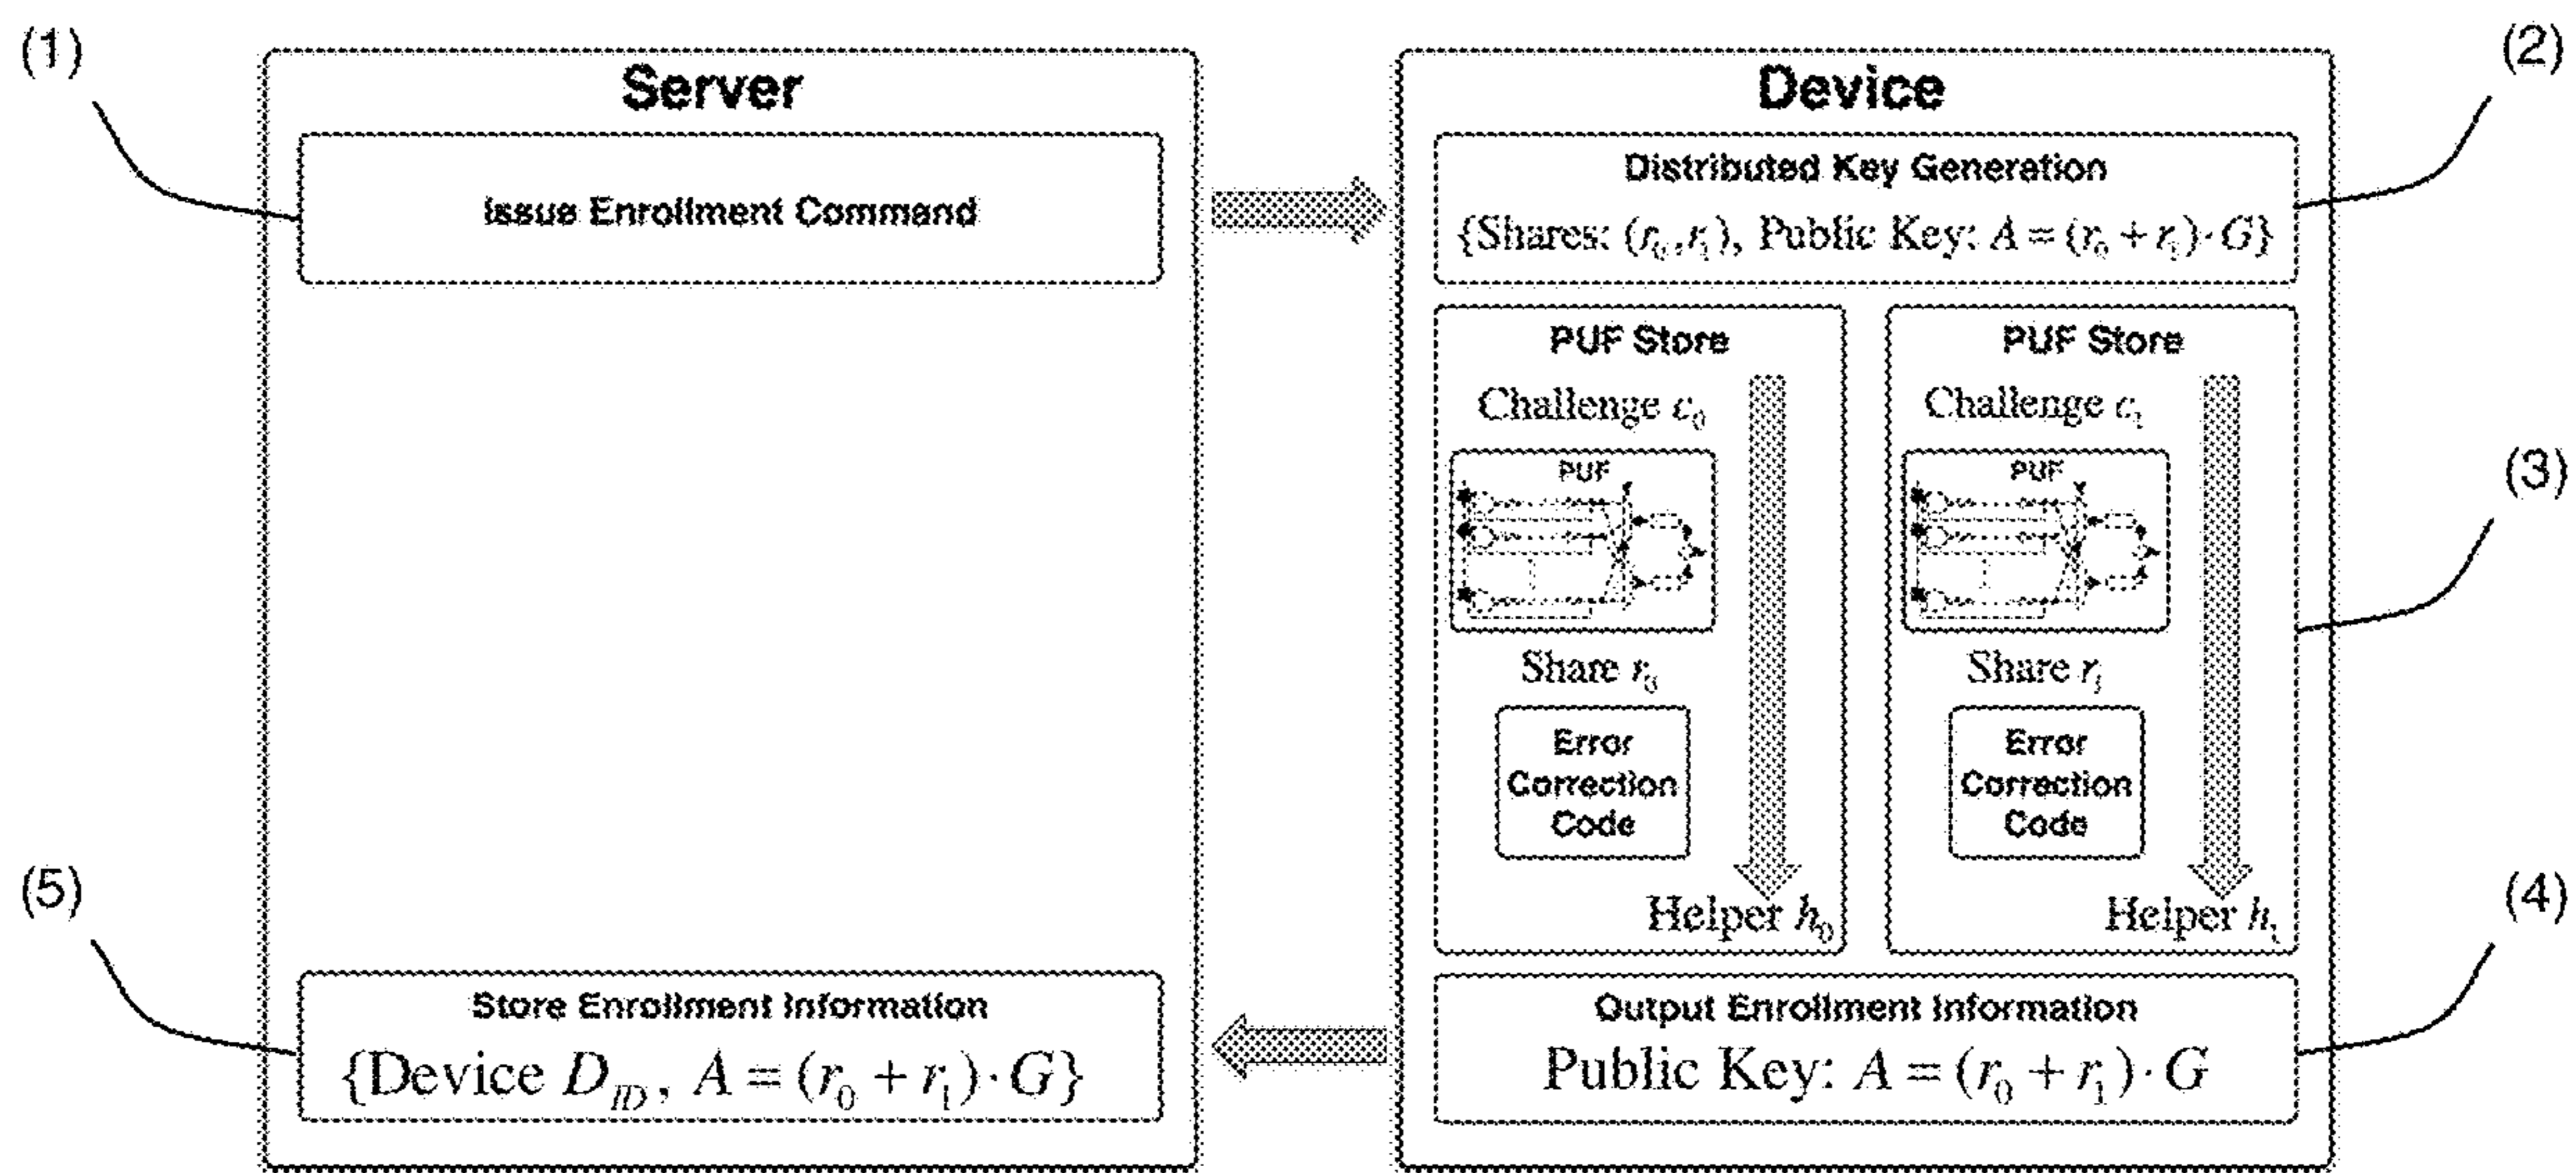 (1)
Server
Issue Enrollment Command
(5)
Store Enrollment Information
{Device D_ID, A = (r₀ + r₁) · G}
Device
(2)
Distributed Key Generation
{Shares: (r₀, r₁), Public Key: A = (r₀ + r₁) · G}
(3)
PUF Store
Challenge c₀
PUF
Share r₀
Error
Correction
Code
Helper h₀
PUF Store
Challenge c₁
PUF
Share r₁
Error
Correction
Code
Helper h₁
(4)
Output Enrollment Information
Public Key: A = (r₀ + r₁) · G